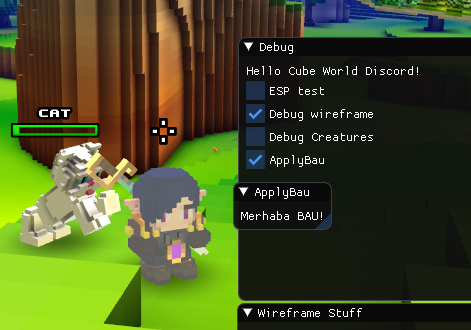 Debug
Hello Cube World Discord!
ESP test
CAT
Debug wireframe
Debug Creatures
ApplyBau
ApplyBau
Merhaba BAU!
Wireframe Stuff